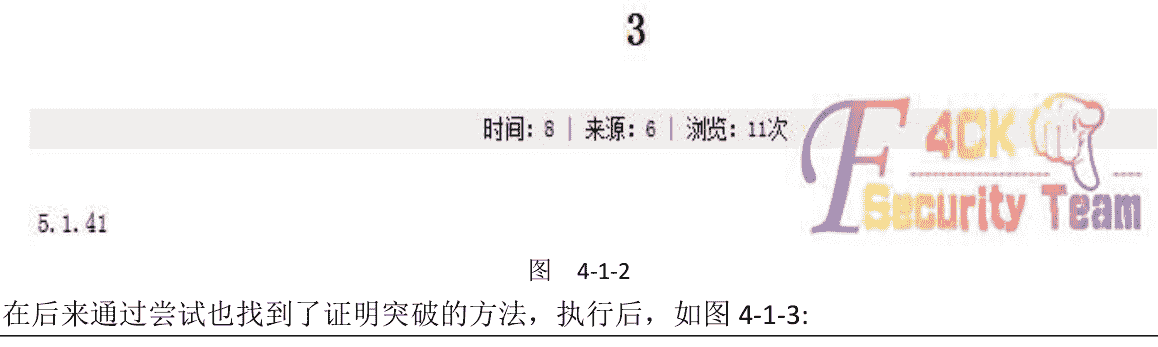 3
时间: 8 | 来源: 6 | 浏览: 11次
F4CK
Security Team
5.1.41
图 4-1-2
在后来通过尝试也找到了证明突破的方法，执行后，如图 4-1-3: